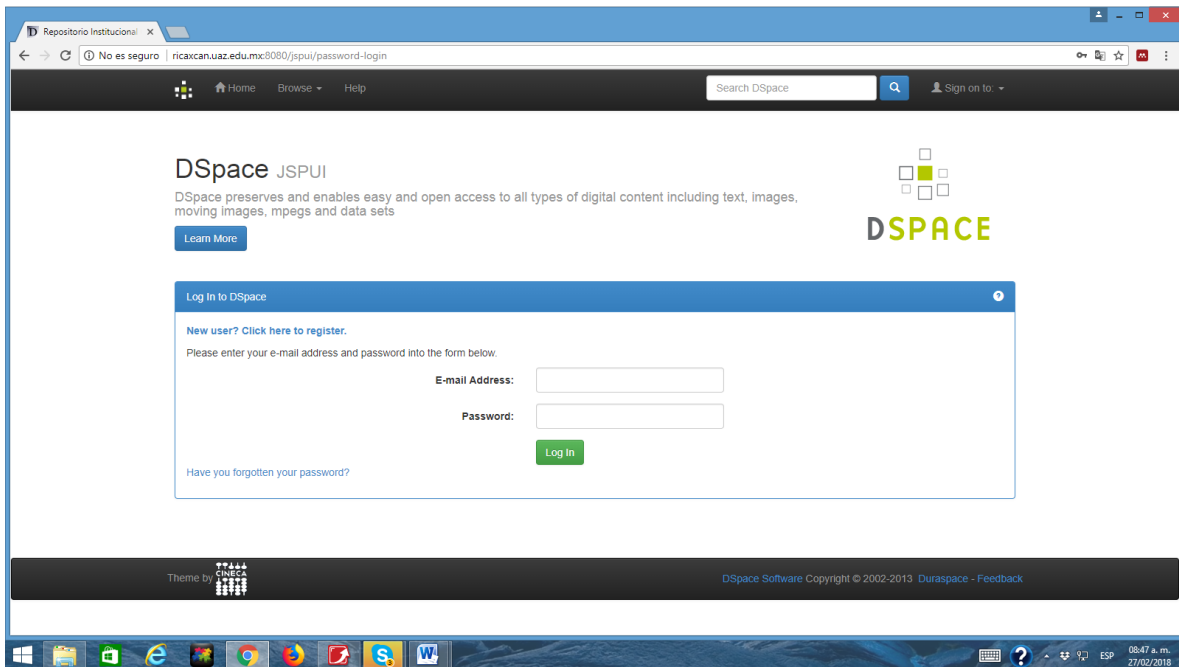 Repositorio Institucional
No es seguro | ricaxcan.uaz.edu.mx:8080/jspui/password-login
Home Browse Help Search DSpace Sign on to:
DSpace JSPUI
DSpace preserves and enables easy and open access to all types of digital content including text, images,
moving images, mpegs and data sets
Learn More
DSPACE
Log In to DSpace
New user? Click here to register.
Please enter your e-mail address and password into the form below.
E-mail Address:
Password:
Log In
Have you forgotten your password?
Theme by CINECA
DSpace Software Copyright © 2002-2013 Duraspace - Feedback
ESP 08:47 a. m.
27/02/2018